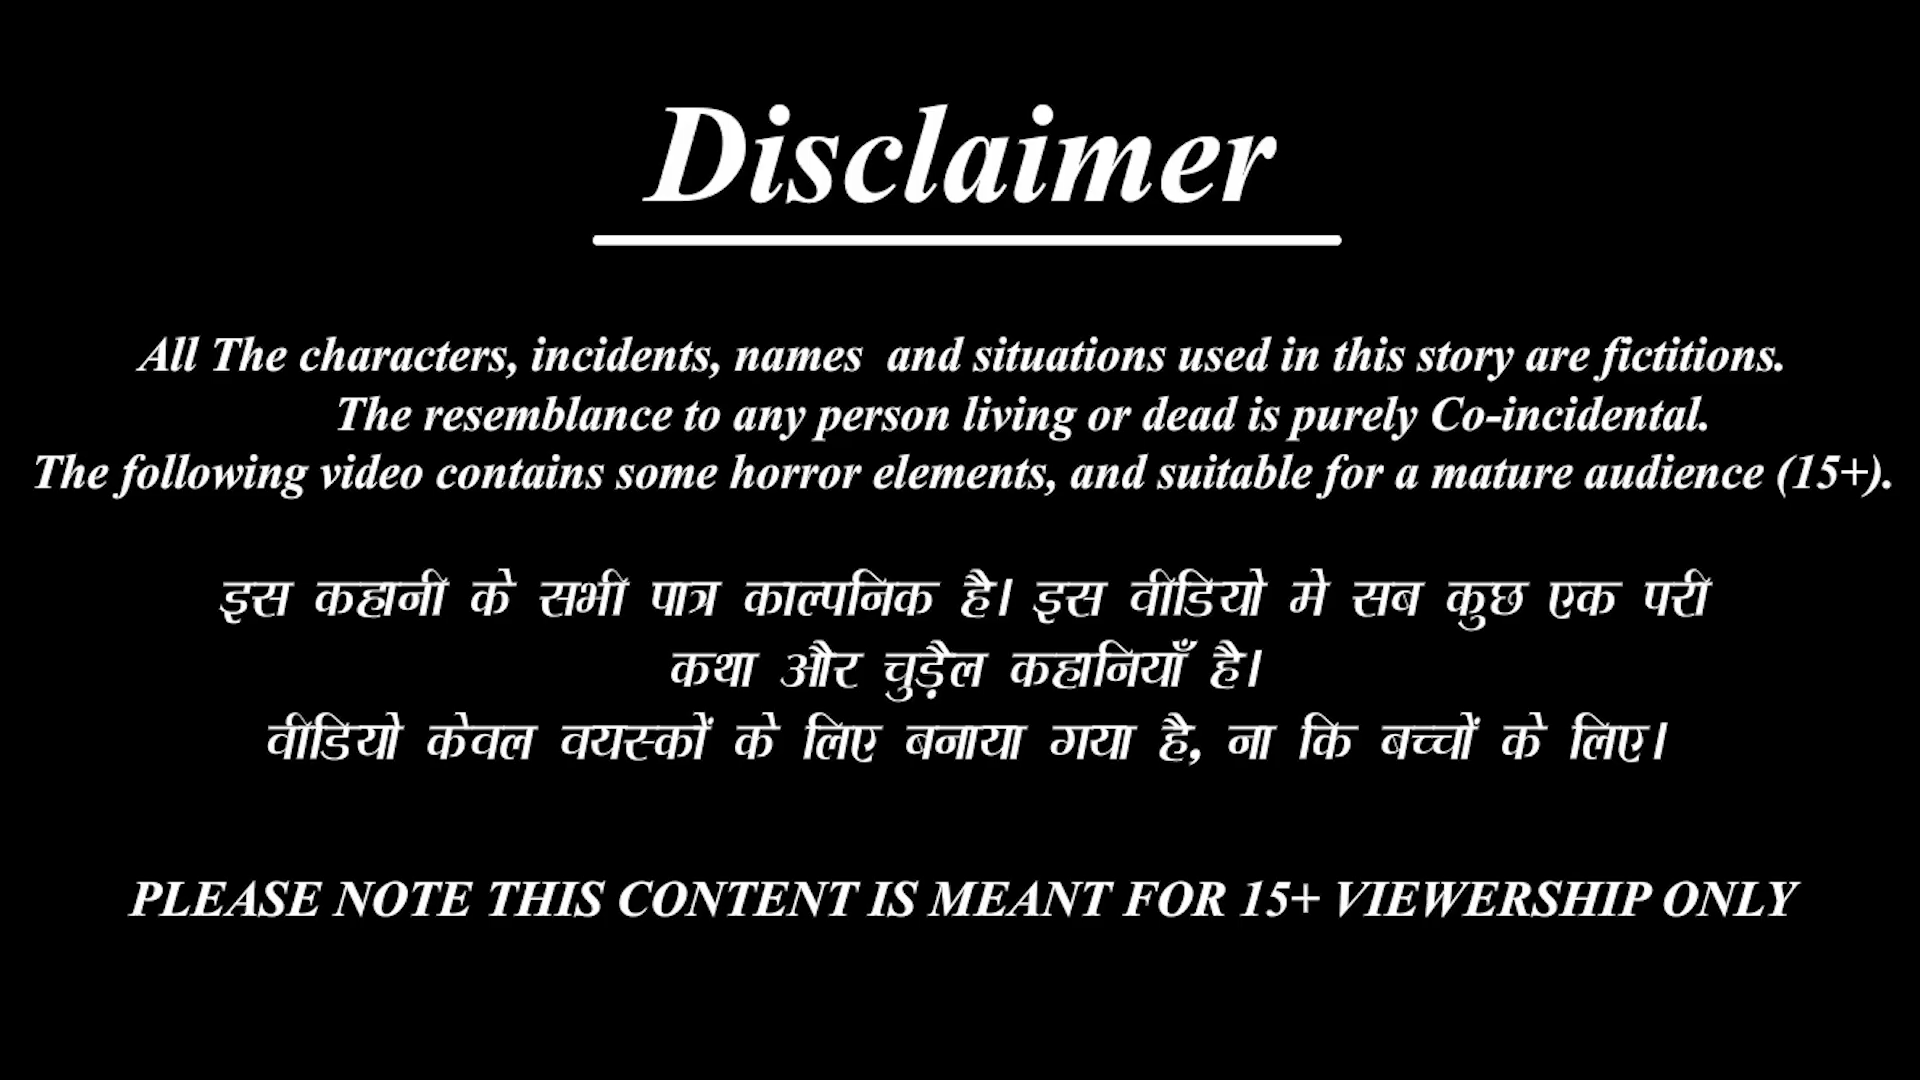 Disclaimer
All The characters, incidents, names and situations used in this story are fictitions.
The resemblance to any person living or dead is purely Co-incidental.
The following video contains some horror elements, and suitable for a mature audience (15+).
इस कहानी के सभी पात्र काल्पनिक है। इस वीडियो मे सब कुछ एक परी
कथा और चुड़ैल कहानियाँ है।
वीडियो केवल वयस्कों के लिए बनाया गया है, ना कि बच्चों के लिए।
PLEASE NOTE THIS CONTENT IS MEANT FOR 15+ VIEWERSHIP ONLY